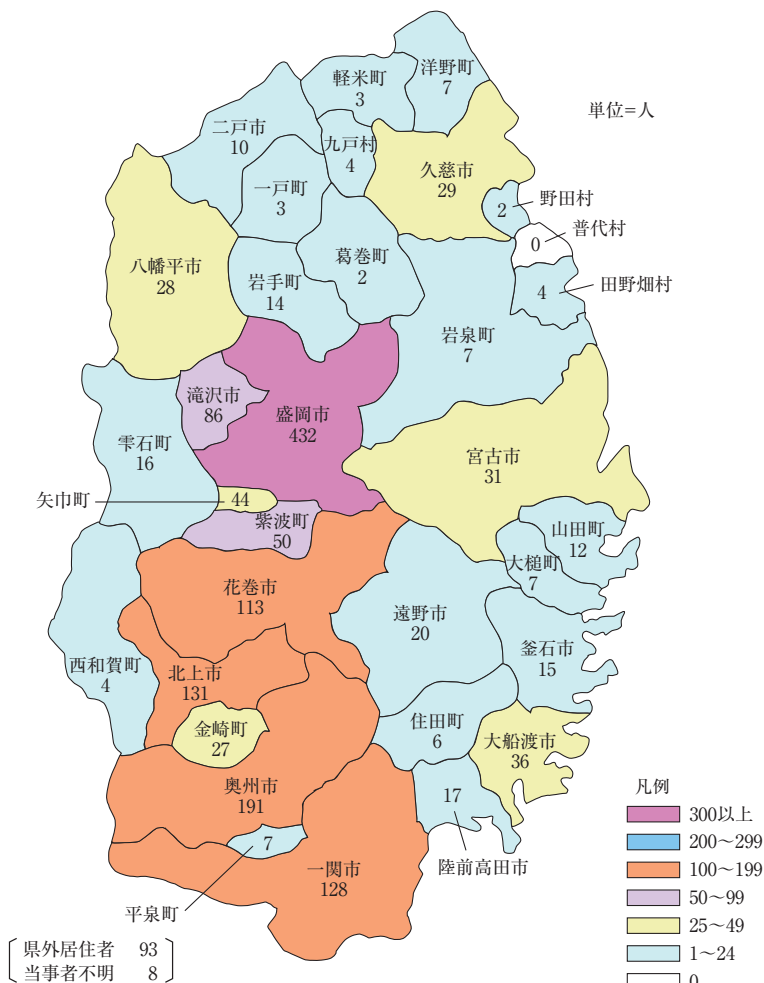 洋野町
7
軽米町
3
単位=人
二戸市
10
九戸村
4
久慈市
29
一戸町
3
2
野田村
普代村
0
葛巻町
2
八幡平市
28
岩手町
14
4
田野畑村
岩泉町
7
滝沢市
86
盛岡市
432
雫石町
16
宮古市
31
矢巾町
44
紫波町
50
山田町
12
大槌町
7
花巻市
113
遠野市
20
釜石市
15
西和賀町
4
北上市
131
金崎町
27
住田町
6
大船渡市
36
奥州市
191
17
陸前高田市
7
平泉町
一関市
128
凡例
300以上
200〜299
100〜199
50〜99
25〜49
1〜24
0
県外居住者 93
当事者不明 8